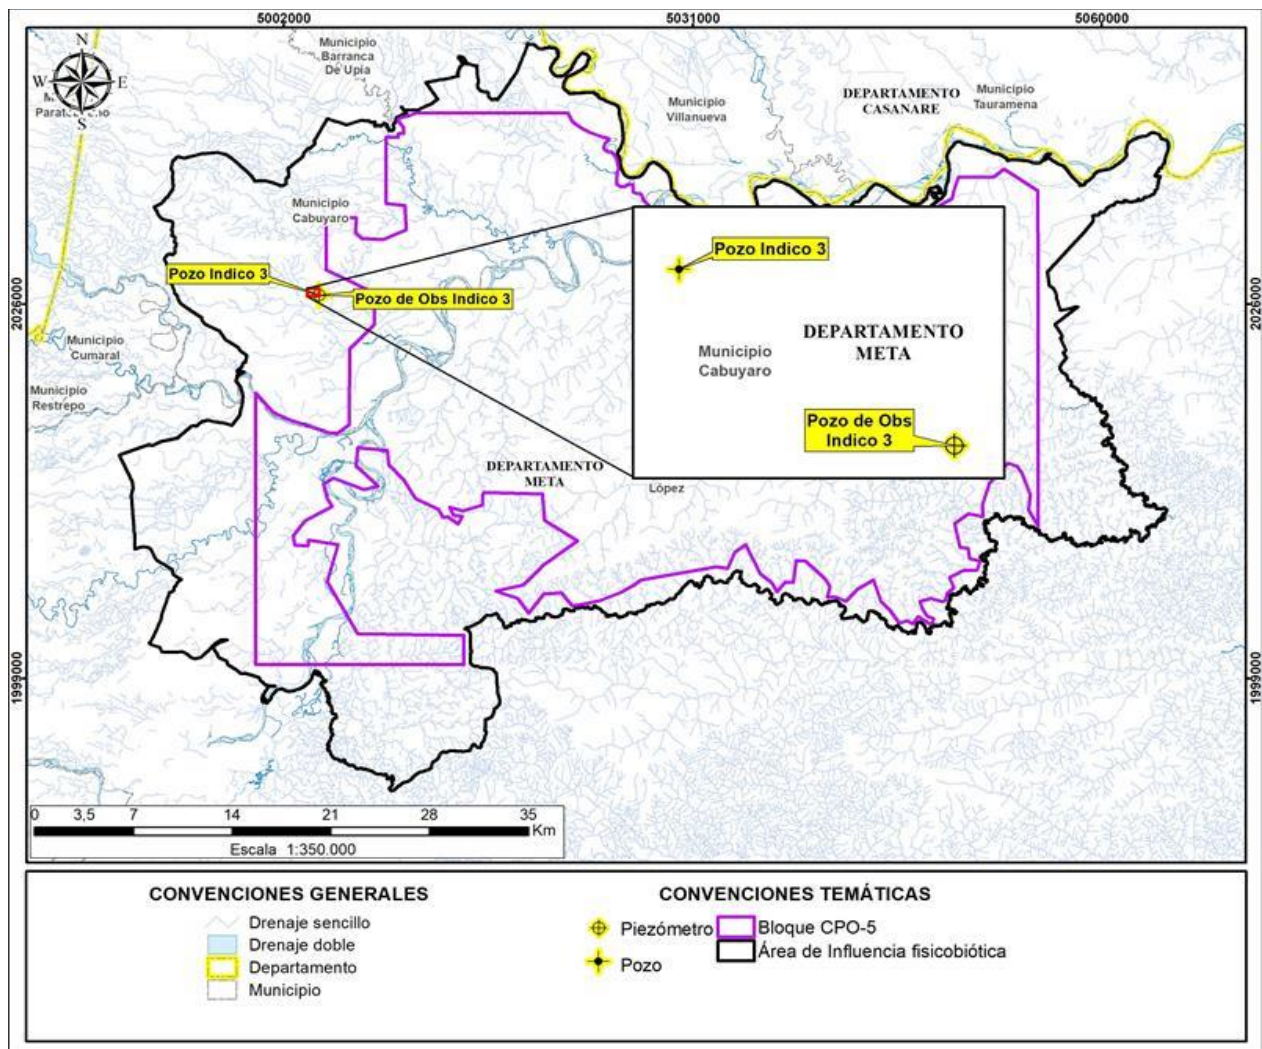 5002000
5031000
5060000
N
W
E
S
Municipio
Barranca
De Upia
DEPARTAMENTO
CASANARE
Municipio
Tauramena
Municipio
Villanueva
Municipio
Cabuyaro
Pozo Indico 3
Pozo de Obs Indico 3
Pozo Indico 3
DEPARTAMENTO
META
Municipio
Cabuyaro
Pozo de Obs
Indico 3
2026000
2026000
Municipio
Cumaral
Municipio
Restrepo
DEPARTAMENTO
META
López
1999000
1999000
0 3,5 7 14 21 28 35
Km
Escala 1:350.000
CONVENCIONES GENERALES
Drenaje sencillo
Drenaje doble
Departamento
Municipio
CONVENCIONES TEMÁTICAS
Piezómetro
Pozo
Bloque CPO-5
Área de Influencia fisicobiótica